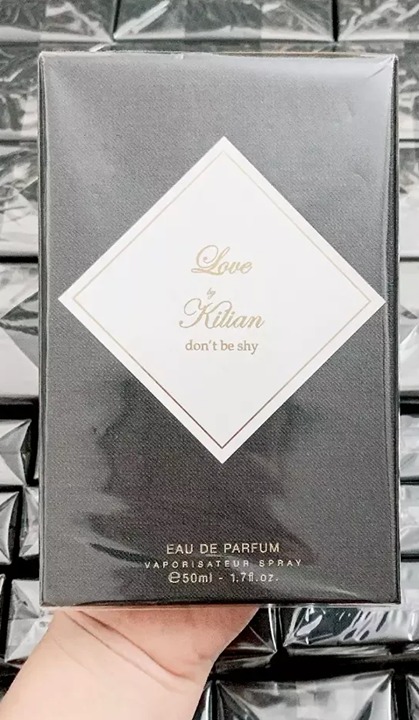 Love
by
Kilian
don't be shy
EAU DE PARFUM
VAPORISATEUR SPRAY
℮50ml - 1.7fl.oz.